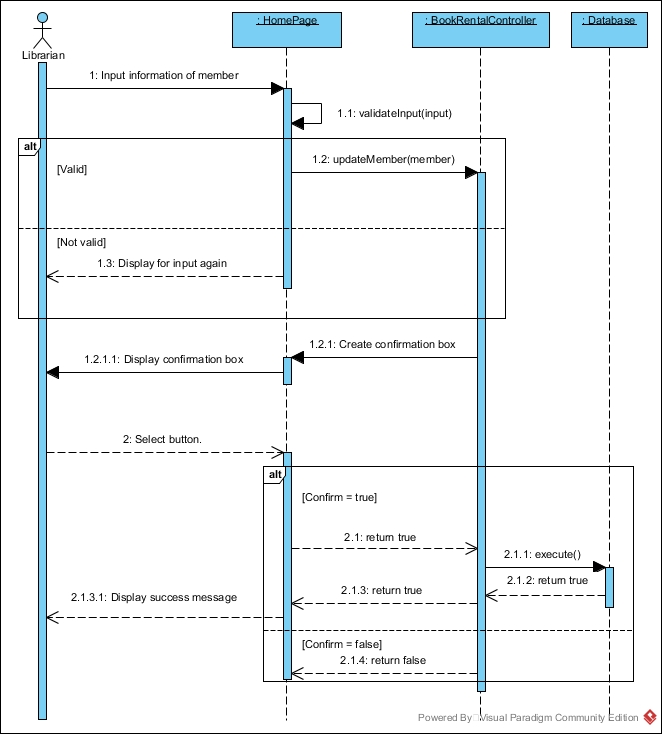 : HomePage
: BookRentalController
: Database
Librarian
1: Input information of member
1.1: validateInput(input)
alt
1.2: updateMember(member)
[Valid]
[Not valid]
1.3: Display for input again
1.2.1: Create confirmation box
1.2.1.1: Display confirmation box
2: Select button.
alt
[Confirm = true]
2.1: return true
2.1.1: execute()
2.1.2: return true
2.1.3: return true
2.1.3.1: Display success message
[Confirm = false]
2.1.4: return false
Powered By Visual Paradigm Community Edition